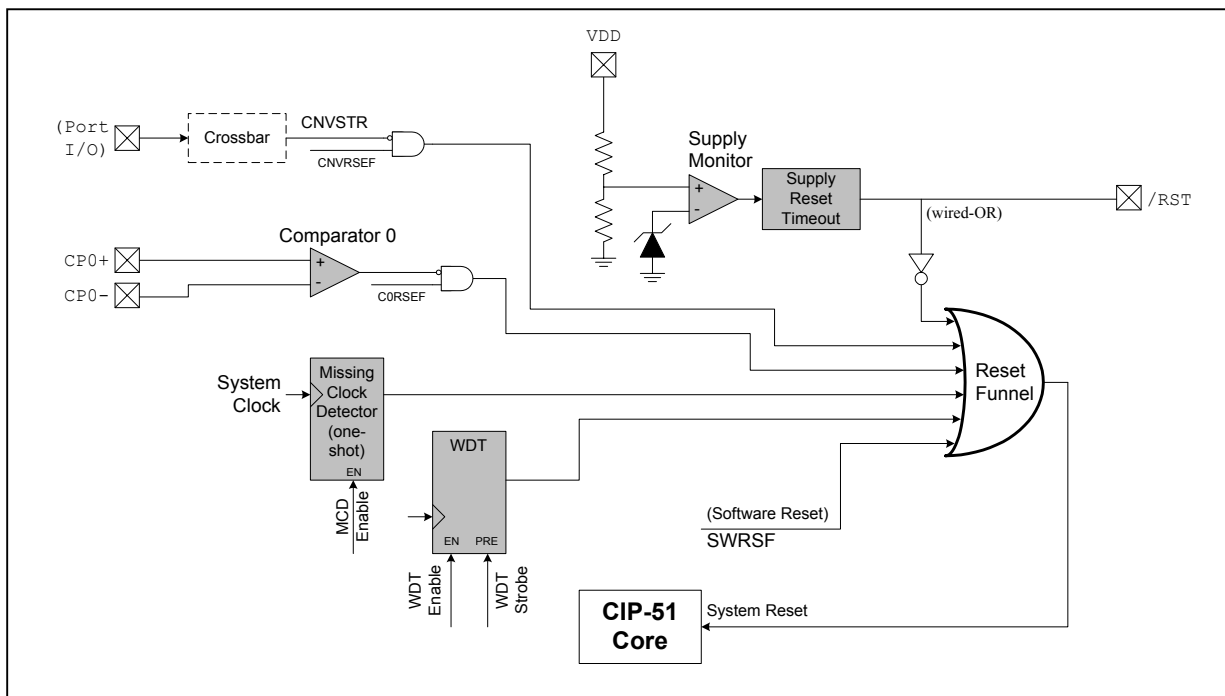 VDD
(Port
I/O)
Crossbar
CNVSTR
CNVRSEF
Supply
Monitor
+
-
Supply
Reset
Timeout
(wired-OR)
/RST
CP0+
CP0-
Comparator 0
+
-
C0RSEF
System
Clock
Missing
Clock
Detector
(one-
shot)
EN
MCD
Enable
WDT
EN
PRE
WDT
Enable
WDT
Strobe
Reset
Funnel
(Software Reset)
SWRSF
CIP-51
Core
System Reset